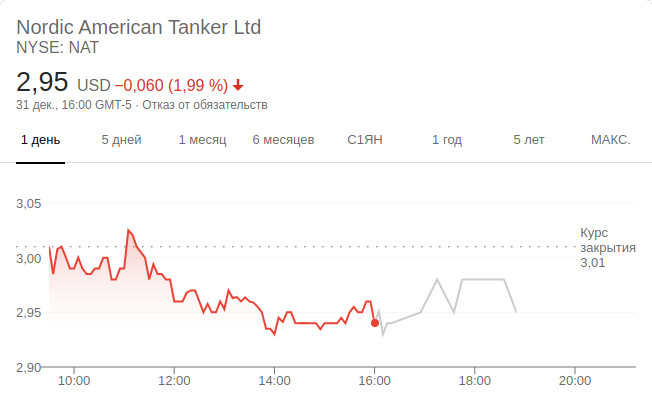 Nordic American Tanker Ltd
NYSE: NAT
2,95 USD −0,060 (1,99 %)
31 дек., 16:00 GMT-5 · Отказ от обязательств
1 день 5 дней 1 месяц 6 месяцев С1ЯН 1 год 5 лет МАКС.
3,05
Курс
закрытия
3,01
3,00
2,95
2,90
10:00 12:00 14:00 16:00 18:00 20:00